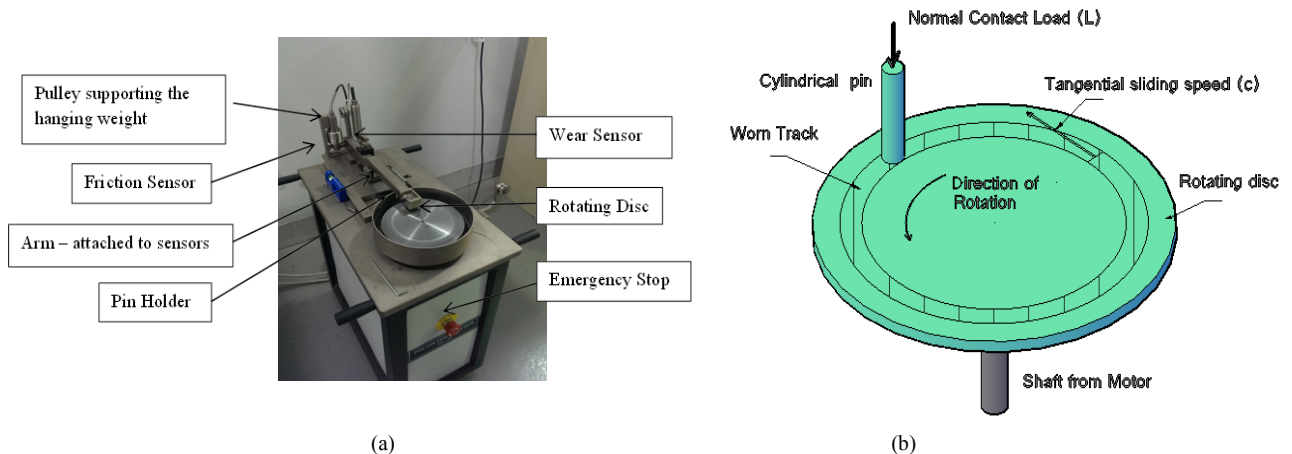 Pulley supporting the
hanging weight
Friction Sensor
Arm – attached to sensors
Pin Holder
Wear Sensor
Rotating Disc
Emergency Stop
(a)
Normal Contact Load (L)
Cylindrical pin
Tangential sliding speed (c)
Worn Track
Direction of
Rotation
Rotating disc
Shaft from Motor
(b)